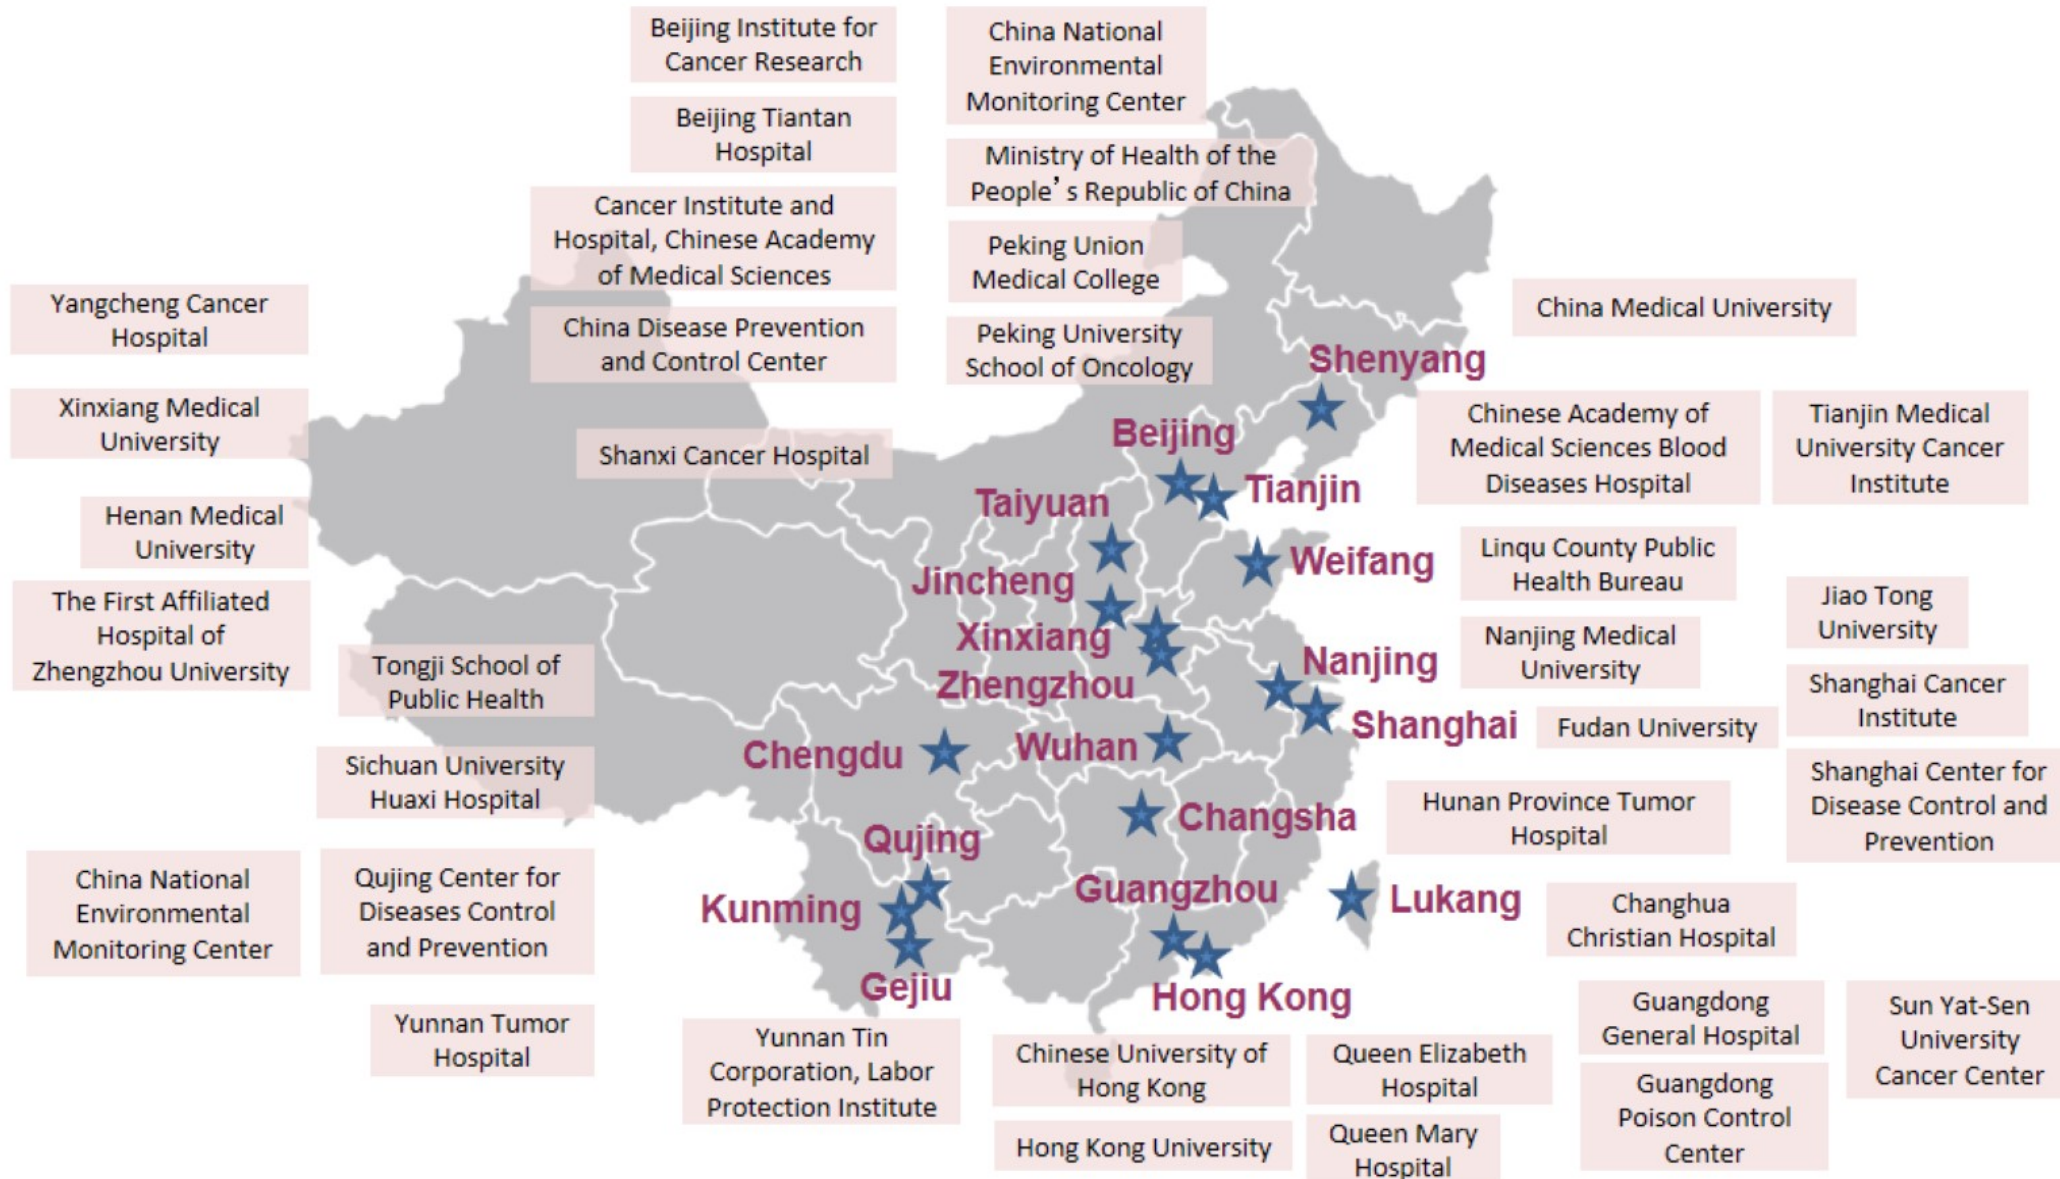 Beijing Institute for
Cancer Research
China National
Environmental
Monitoring Center
Beijing Tiantan
Hospital
Ministry of Health of the
People’s Republic of China
Cancer Institute and
Hospital, Chinese Academy
of Medical Sciences
Peking Union
Medical College
China Disease Prevention
and Control Center
Peking University
School of Oncology
Shanxi Cancer Hospital
Yangcheng Cancer
Hospital
Xinxiang Medical
University
Henan Medical
University
The First Affiliated
Hospital of
Zhengzhou University
Tongji School of
Public Health
Sichuan University
Huaxi Hospital
China National
Environmental
Monitoring Center
Qujing Center for
Diseases Control
and Prevention
Yunnan Tumor
Hospital
Shenyang
Beijing
Tianjin
Taiyuan
Weifang
Jincheng
Xinxiang
Zhengzhou
Nanjing
Shanghai
Chengdu
Wuhan
Changsha
Qujing
Kunming
Guangzhou
Lukang
Gejiu
Hong Kong
China Medical University
Chinese Academy of
Medical Sciences Blood
Diseases Hospital
Tianjin Medical
University Cancer
Institute
Linqu County Public
Health Bureau
Jiao Tong
University
Nanjing Medical
University
Shanghai Cancer
Institute
Fudan University
Shanghai Center for
Disease Control and
Prevention
Hunan Province Tumor
Hospital
Changhua
Christian Hospital
Guangdong
General Hospital
Sun Yat-Sen
University
Cancer Center
Guangdong
Poison Control
Center
Yunnan Tin
Corporation, Labor
Protection Institute
Chinese University of
Hong Kong
Queen Elizabeth
Hospital
Hong Kong University
Queen Mary
Hospital